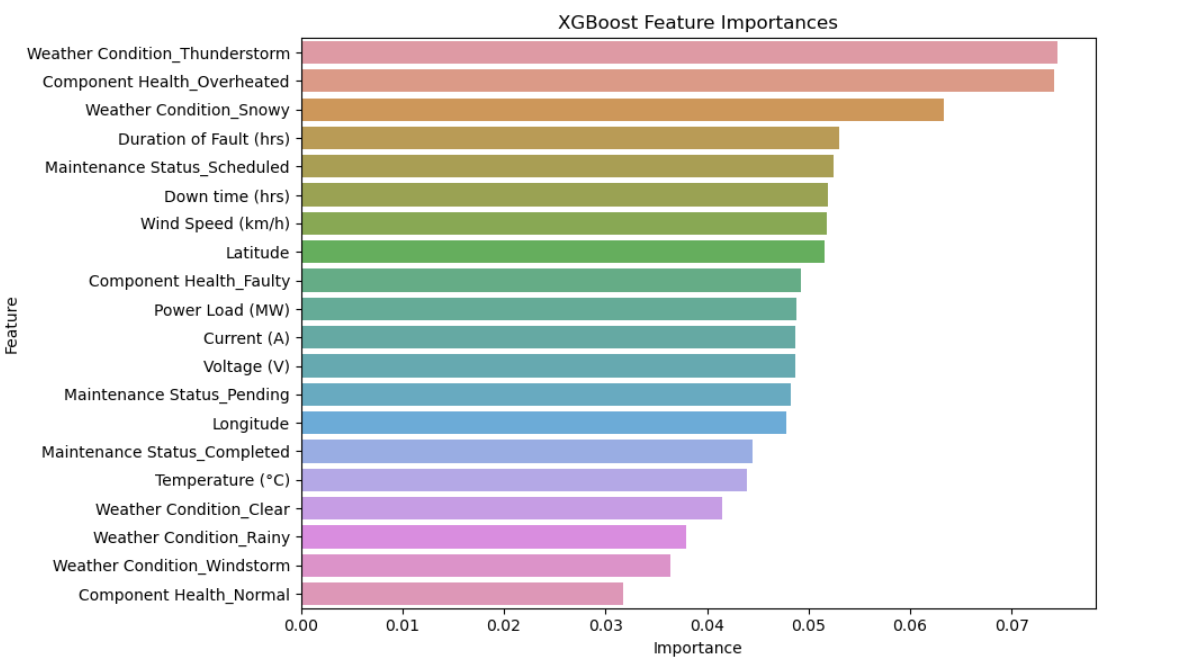 XGBoost Feature Importances
Weather Condition_Thunderstorm
Component Health_Overheated
Weather Condition_Snowy
Duration of Fault (hrs)
Maintenance Status_Scheduled
Down time (hrs)
Wind Speed (km/h)
Latitude
Component Health_Faulty
Power Load (MW)
Current (A)
Voltage (V)
Maintenance Status_Pending
Longitude
Maintenance Status_Completed
Temperature (°C)
Weather Condition_Clear
Weather Condition_Rainy
Weather Condition_Windstorm
Component Health_Normal
Feature
0.00 0.01 0.02 0.03 0.04 0.05 0.06 0.07
Importance